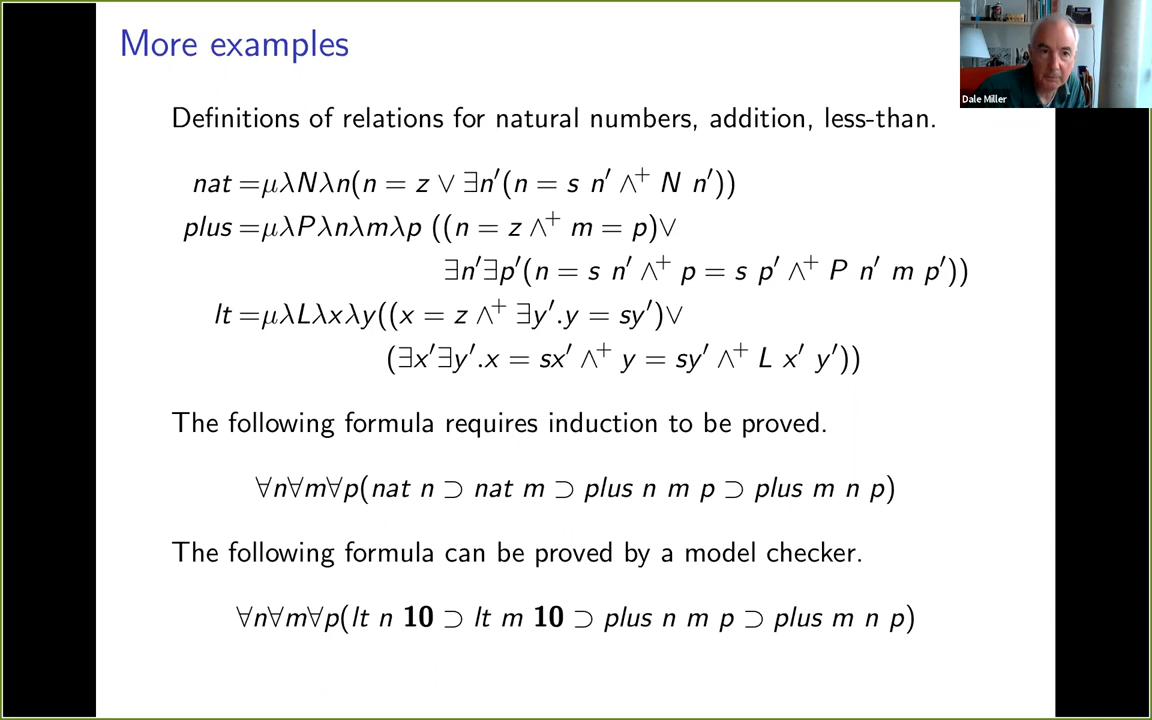 More examples
Dale Miller
Definitions of relations for natural numbers, addition, less-than.
nat =μλNλn(n = z ∨ ∃n′(n = s n′ ∧⁺ N n′))
plus =μλPλnλmλp ((n = z ∧⁺ m = p)∨
∃n′∃p′(n = s n′ ∧⁺ p = s p′ ∧⁺ P n′ m p′))
lt =μλLλxλy((x = z ∧⁺ ∃y′.y = sy′)∨
(∃x′∃y′.x = sx′ ∧⁺ y = sy′ ∧⁺ L x′ y′))
The following formula requires induction to be proved.
∀n∀m∀p(nat n ⊃ nat m ⊃ plus n m p ⊃ plus m n p)
The following formula can be proved by a model checker.
∀n∀m∀p(lt n 10 ⊃ lt m 10 ⊃ plus n m p ⊃ plus m n p)